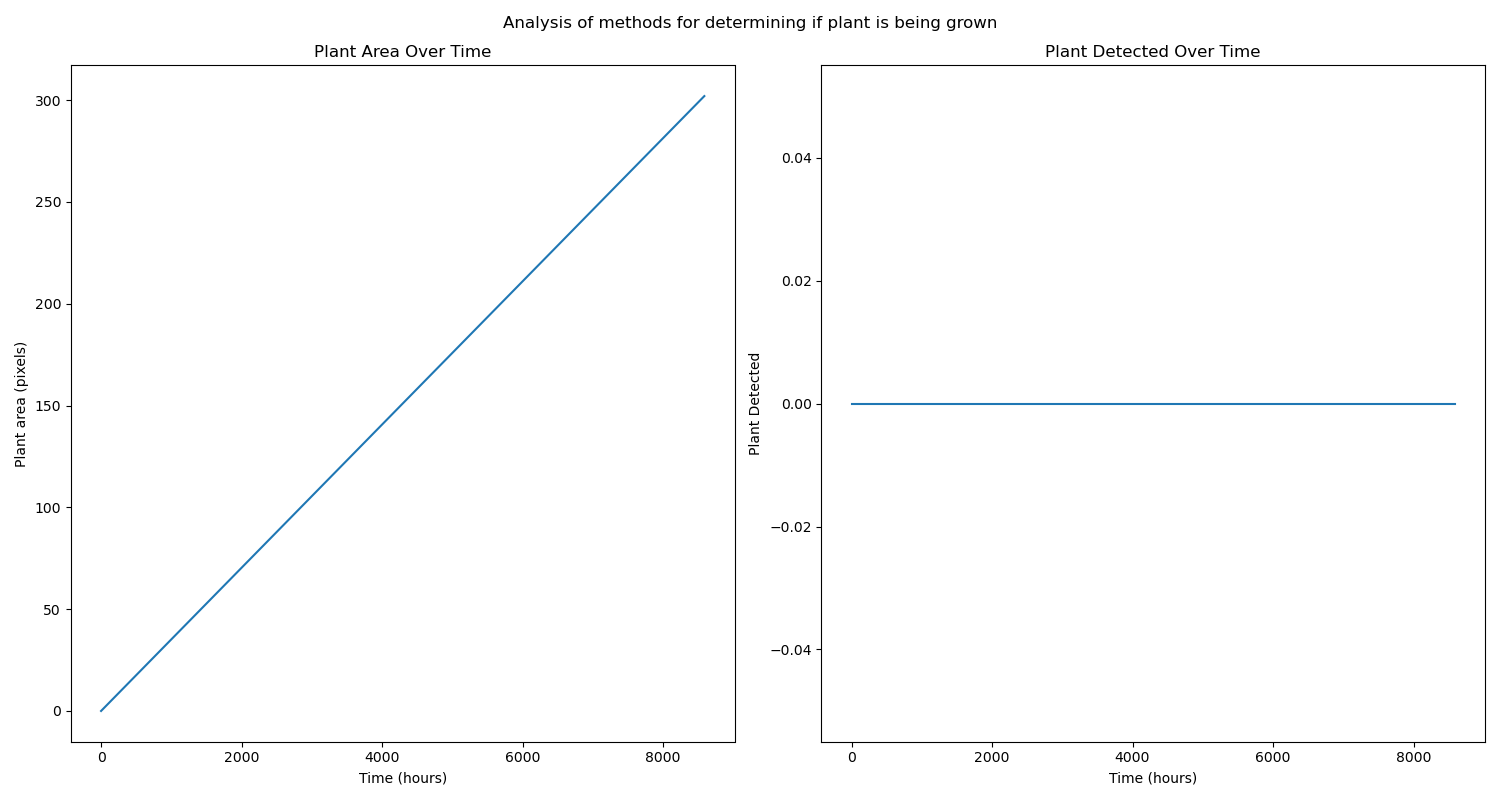 Analysis of methods for determining if plant is being grown
Plant Area Over Time
Plant area (pixels)
300
250
200
150
100
50
0
0 2000 4000 6000 8000
Time (hours)
Plant Detected Over Time
Plant Detected
0.04
0.02
0.00
−0.02
−0.04
0 2000 4000 6000 8000
Time (hours)